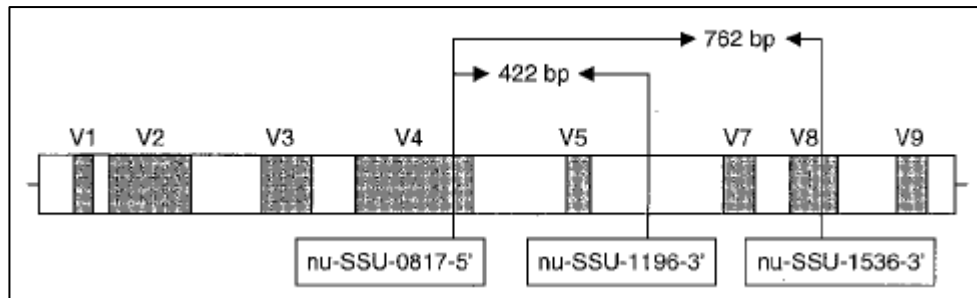 762 bp
422 bp
V1 V2 V3 V4 V5 V7 V8 V9
nu-SSU-0817-5' nu-SSU-1196-3' nu-SSU-1536-3'